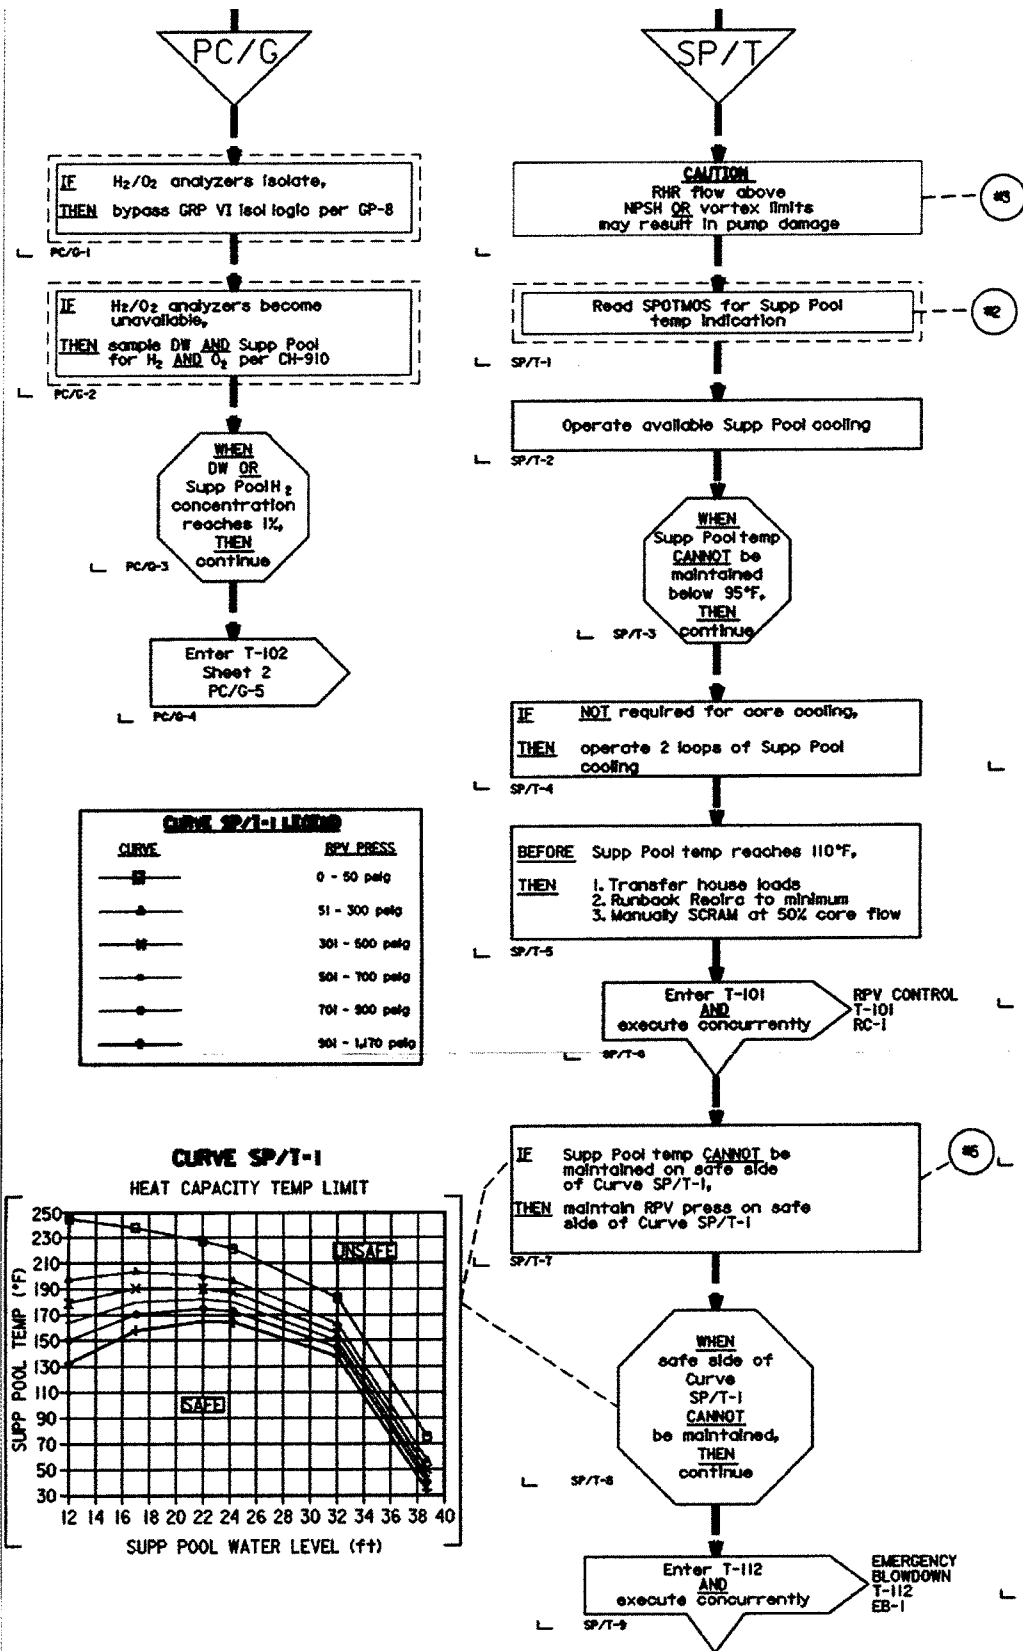 PC/G
IF H₂/O₂ analyzers isolate,
THEN bypass GRP VI isol logic per GP-8
PC/G-1
IF H₂/O₂ analyzers become
unavailable,
THEN sample DW AND Supp Pool
for H₂ AND O₂ per CH-910
PC/G-2
WHEN
DW OR
Supp Pool H₂
concentration
reaches 1%,
THEN
continue
PC/G-3
Enter T-102
Sheet 2
PC/G-5
PC/G-4
CURVE SP/T-1 LEGEND
CURVE RPV PRESS
0 - 50 psig
51 - 300 psig
301 - 500 psig
501 - 700 psig
701 - 900 psig
901 - 1,170 psig
CURVE SP/T-1
HEAT CAPACITY TEMP LIMIT
SUPP POOL TEMP (°F)
250
230
210
190
170
150
130
110
90
70
50
30
UNSAFE
SAFE
12 14 16 18 20 22 24 26 28 30 32 34 36 38 40
SUPP POOL WATER LEVEL (ft)
SP/T
CAUTION
RHR flow above
NPSH OR vortex limits
may result in pump damage
#3
Read SPOTMOS for Supp Pool
temp indication
#2
SP/T-1
Operate available Supp Pool cooling
SP/T-2
WHEN
Supp Pool temp
CANNOT be
maintained
below 95°F,
THEN
continue
SP/T-3
IF NOT required for core cooling,
THEN operate 2 loops of Supp Pool
cooling
SP/T-4
BEFORE Supp Pool temp reaches 110°F,
THEN 1. Transfer house loads
2. Runback Recirc to minimum
3. Manually SCRAM at 50% core flow
SP/T-5
Enter T-101
AND
execute concurrently
RPV CONTROL
T-101
RC-1
SP/T-6
IF Supp Pool temp CANNOT be
maintained on safe side
of Curve SP/T-1,
THEN maintain RPV press on safe
side of Curve SP/T-1
SP/T-7
WHEN
safe side of
Curve
SP/T-1
CANNOT
be maintained,
THEN
continue
SP/T-8
Enter T-112
AND
execute concurrently
EMERGENCY
BLOWDOWN
T-112
EB-1
SP/T-9